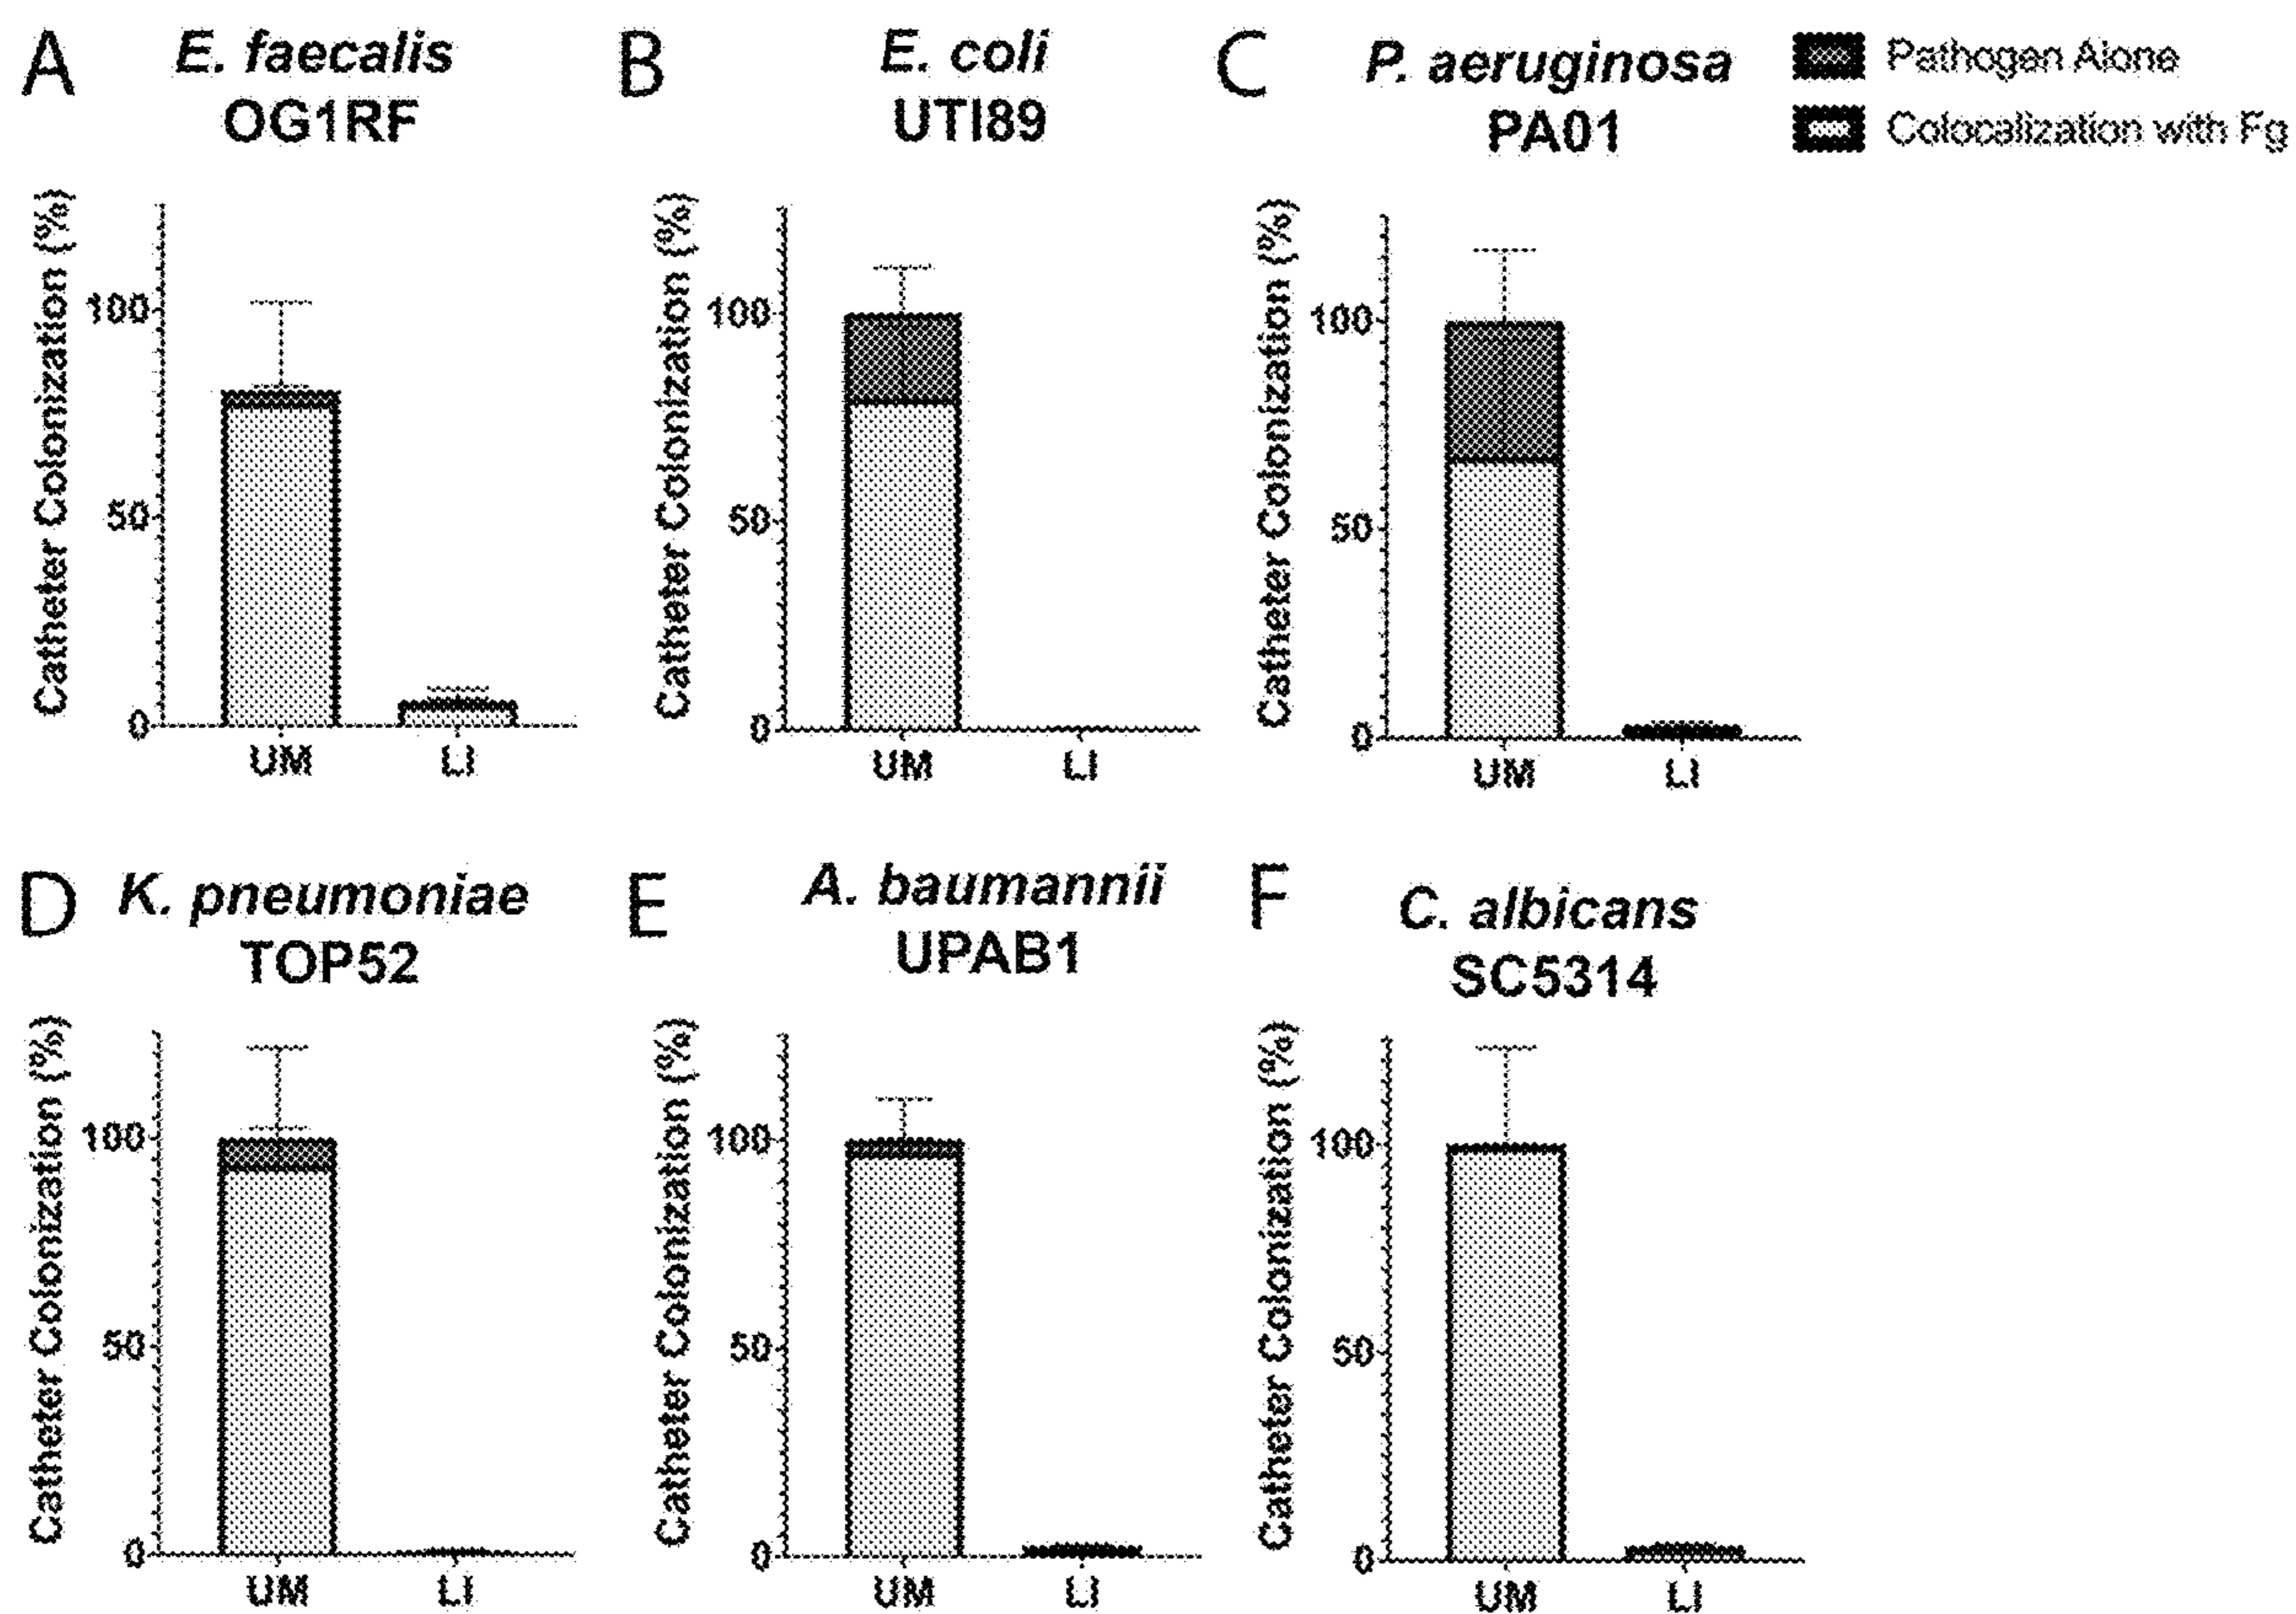 A
E. faecalis
OG1RF
B
E. coli
UTI89
C
P. aeruginosa
PA01
Pathogen Alone
Colocalization with Fg
Catheter Colonization (%)
100
50
0
UM
LI
Catheter Colonization (%)
100
50
0
UM
LI
Catheter Colonization (%)
100
50
0
UM
LI
D
K. pneumoniae
TOP52
E
A. baumannii
UPAB1
F
C. albicans
SC5314
Catheter Colonization (%)
100
50
0
UM
LI
Catheter Colonization (%)
100
50
0
UM
LI
Catheter Colonization (%)
100
50
0
UM
LI